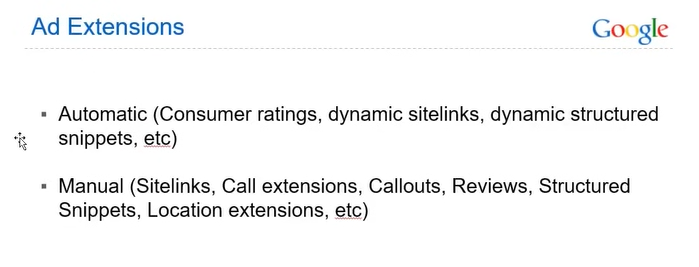 Ad Extensions
Google
Automatic (Consumer ratings, dynamic sitelinks, dynamic structured
snippets, etc)
Manual (Sitelinks, Call extensions, Callouts, Reviews, Structured
Snippets, Location extensions, etc)